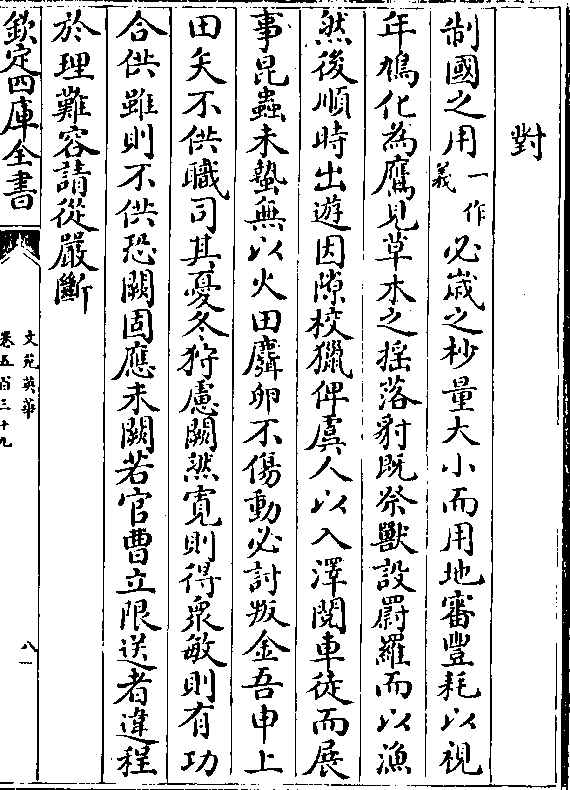 對
制國之用一作義必歳之杪量大小而用地審豐耗以視
年鳩化為鷹見草木之揺落豺既祭獸設罻羅而以漁
然後順時出遊因隙校獵俾虞人以入澤閱車徒而展
事昆蟲未蟄無以火田麛卵不傷動必討叛金吾申上
田矢不供職司其憂冬狩慮闕然寛則得衆敏則有功
合供雖則不供恐闕固應未闕若官曹立限送者違程
於理難容請從嚴斷
欽定四庫全書
文苑英華
卷五百三十九
八